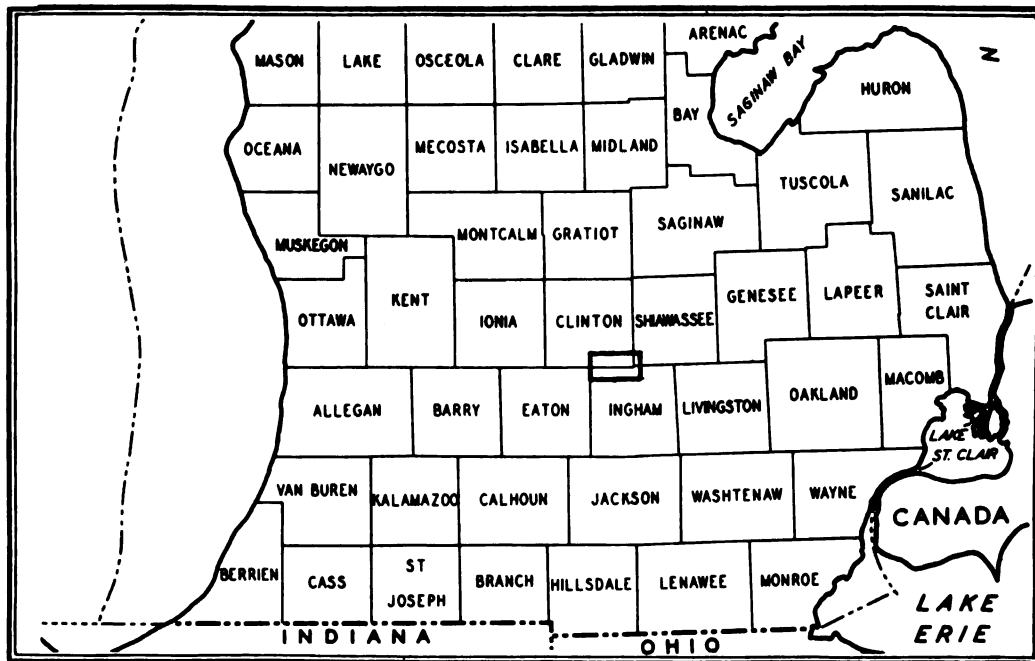 ARENAC
MASON LAKE OSCEOLA CLARE GLADWIN
SAGINAW BAY
N
HURON
BAY
OCEANA
NEWAYGO
MECOSTA ISABELLA MIDLAND
TUSCOLA
SANILAC
MUSKEGON
MONTCALM GRATIOT
SAGINAW
OTTAWA
KENT
IONIA CLINTON SHIAWASSEE
GENESEE LAPEER
SAINT
CLAIR
ALLEGAN BARRY EATON INGHAM LIVINGSTON
OAKLAND
MACOMB
LAKE
ST. CLAIR
VAN BUREN
KALAMAZOO CALHOUN JACKSON WASHTENAW WAYNE
CANADA
BERRIEN
CASS
ST
JOSEPH
BRANCH HILLSDALE LENAWEE MONROE
LAKE
ERIE
INDIANA
OHIO